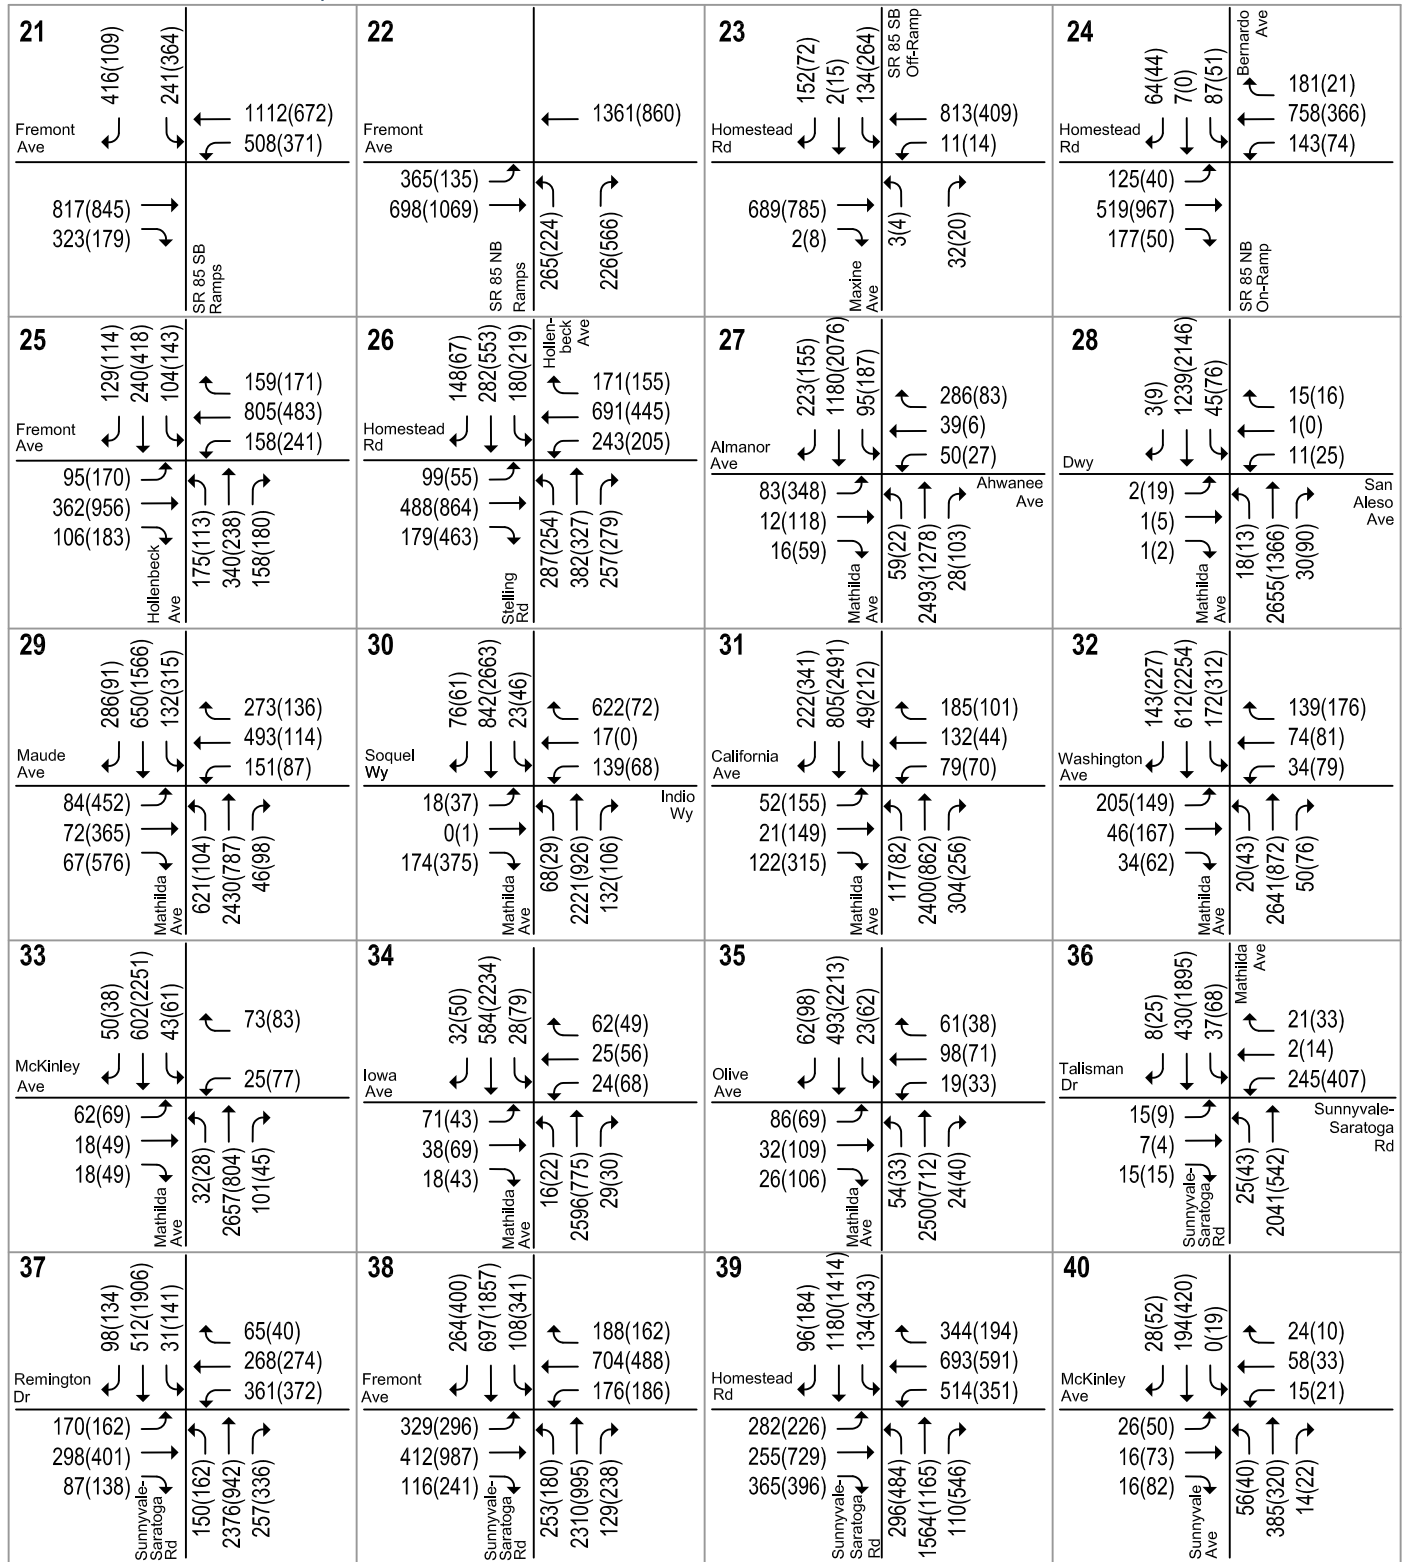 21
416(109)
241(364)
1112(672)
508(371)
Fremont
Ave
817(845)
323(179)
SR 85 SB
Ramps
22
1361(860)
Fremont
Ave
365(135)
698(1069)
SR 85 NB
Ramps
265(224)
226(566)
23
152(72)
2(15)
134(264)
SR 85 SB
Off-Ramp
813(409)
11(14)
Homestead
Rd
689(785)
2(8)
Maxine
Ave
3(4)
32(20)
24
64(44)
7(0)
87(51)
Bernardo
Ave
181(21)
758(366)
143(74)
Homestead
Rd
125(40)
519(967)
177(50)
SR 85 NB
On-Ramp
25
129(114)
240(418)
104(143)
159(171)
805(483)
158(241)
Fremont
Ave
95(170)
362(956)
106(183)
Hollenbeck
Ave
175(113)
340(238)
158(180)
26
148(67)
282(553)
180(219)
Hollen-
beck
Ave
171(155)
691(445)
243(205)
Homestead
Rd
99(55)
488(864)
179(463)
Stelling
Rd
287(254)
382(327)
257(279)
27
223(155)
1180(2076)
95(187)
286(83)
39(6)
50(27)
Almanor
Ave
Ahwanee
Ave
83(348)
12(118)
16(59)
Mathilda
Ave
59(22)
2493(1278)
28(103)
28
3(9)
1239(2146)
45(76)
15(16)
1(0)
11(25)
Dwy
San
Aleso
Ave
2(19)
1(5)
1(2)
Mathilda
Ave
18(13)
2655(1366)
30(90)
29
286(91)
650(1566)
132(315)
273(136)
493(114)
151(87)
Maude
Ave
84(452)
72(365)
67(576)
Mathilda
Ave
621(104)
2430(787)
46(98)
30
76(61)
842(2663)
23(46)
622(72)
17(0)
139(68)
Soquel
Wy
Indio
Wy
18(37)
0(1)
174(375)
Mathilda
Ave
68(29)
2221(926)
132(106)
31
222(341)
805(2491)
49(212)
185(101)
132(44)
79(70)
California
Ave
52(155)
21(149)
122(315)
Mathilda
Ave
117(82)
2400(862)
304(256)
32
143(227)
612(2254)
172(312)
139(176)
74(81)
34(79)
Washington
Ave
205(149)
46(167)
34(62)
Mathilda
Ave
20(43)
2641(872)
50(76)
33
50(38)
602(2251)
43(61)
73(83)
25(77)
McKinley
Ave
62(69)
18(49)
18(49)
Mathilda
Ave
32(28)
2657(804)
101(45)
34
32(50)
584(2234)
28(79)
62(49)
25(56)
24(68)
Iowa
Ave
71(43)
38(69)
18(43)
Mathilda
Ave
16(22)
2596(775)
29(30)
35
62(98)
493(2213)
23(62)
61(38)
98(71)
19(33)
Olive
Ave
86(69)
32(109)
26(106)
Mathilda
Ave
54(33)
2500(712)
24(40)
36
8(25)
430(1895)
37(68)
Mathilda
Ave
21(33)
2(14)
245(407)
Talisman
Dr
Sunnyvale-
Saratoga
Rd
15(9)
7(4)
15(15)
Sunnyvale-
Saratoga
Rd
25(43)
2041(542)
37
98(134)
512(1906)
31(141)
65(40)
268(274)
361(372)
Remington
Dr
170(162)
298(401)
87(138)
Sunnyvale-
Saratoga
Rd
150(162)
2376(942)
257(336)
38
264(400)
697(1857)
108(341)
188(162)
704(488)
176(186)
Fremont
Ave
329(296)
412(987)
116(241)
Sunnyvale-
Saratoga
Rd
253(180)
2310(995)
129(238)
39
96(184)
1180(1414)
134(343)
344(194)
693(591)
514(351)
Homestead
Rd
282(226)
255(729)
365(396)
Sunnyvale-
Saratoga
Rd
296(484)
1564(1165)
110(546)
40
28(52)
194(420)
0(19)
24(10)
58(33)
15(21)
McKinley
Ave
26(50)
16(73)
16(82)
Sunnyvale
Ave
56(40)
385(320)
14(22)